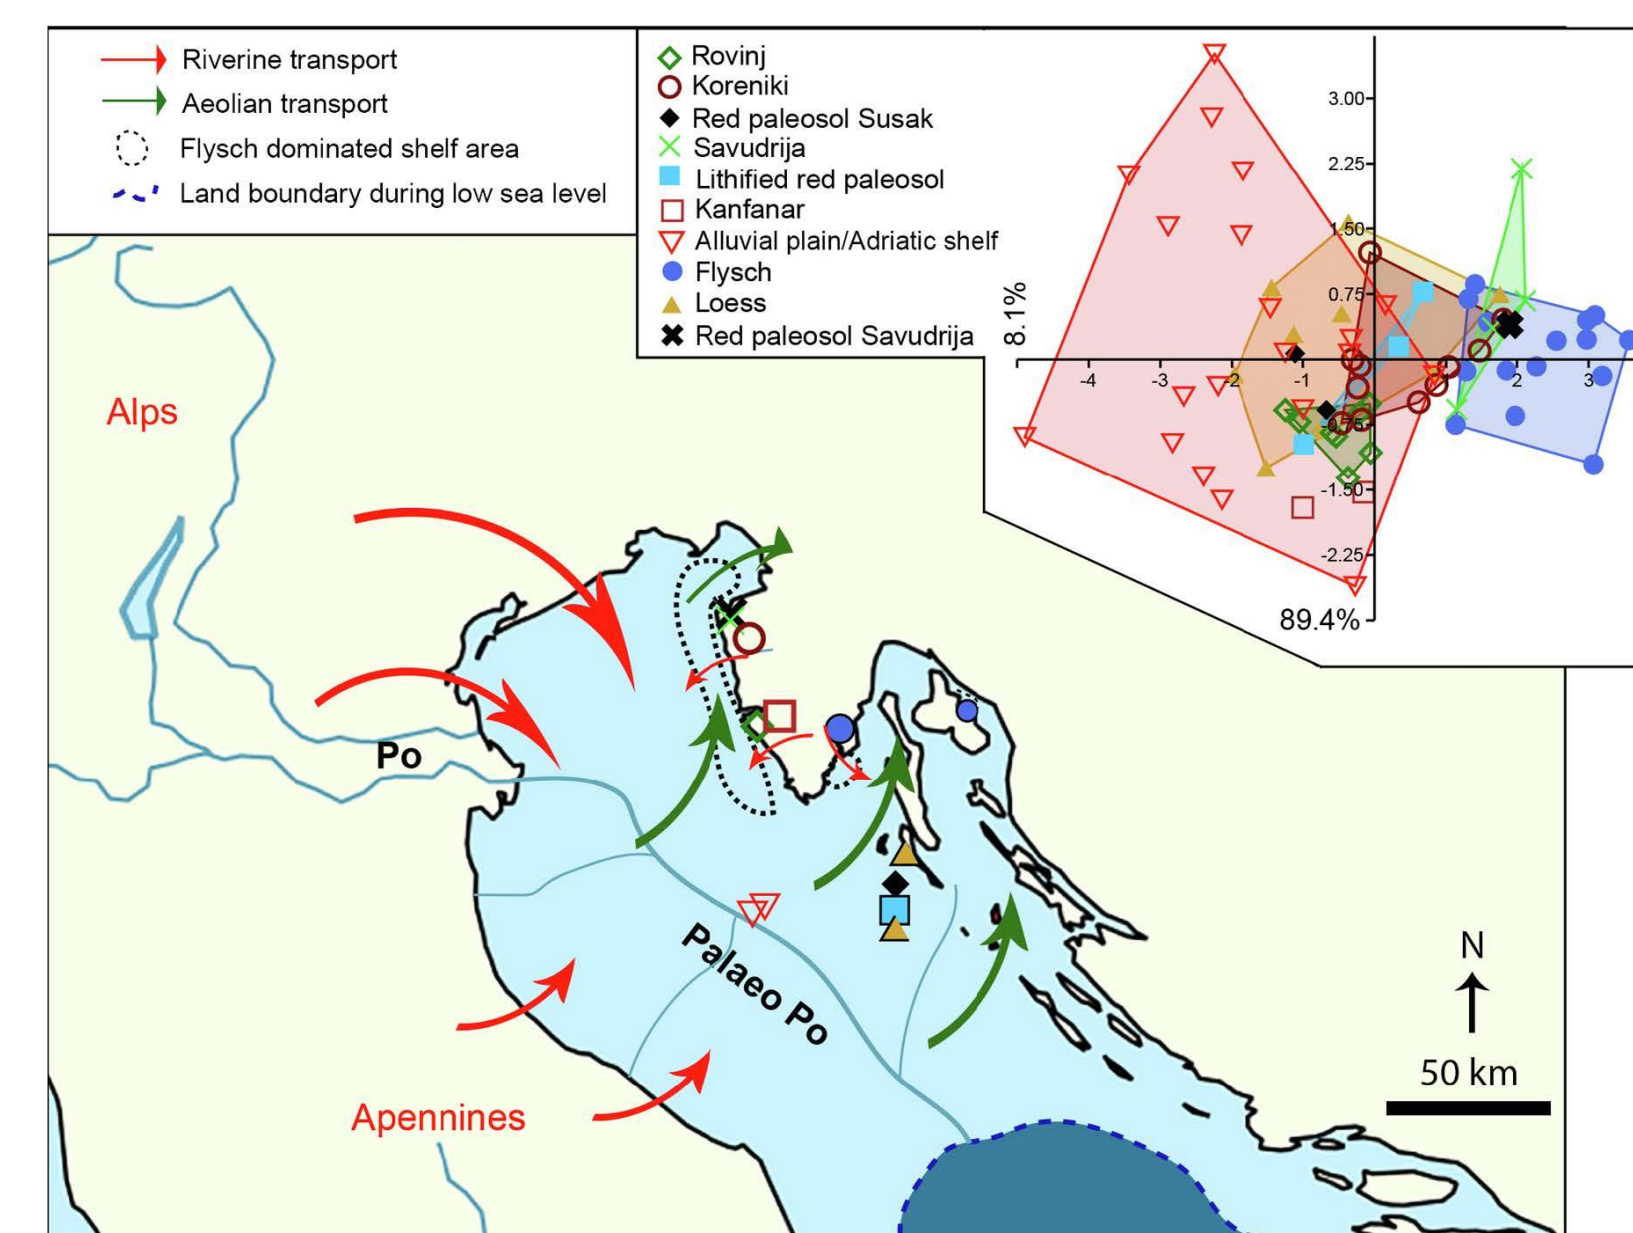 Riverine transport
Aeolian transport
Flysch dominated shelf area
Land boundary during low sea level
Rovinj
Koreniki
Red paleosol Susak
Savudrija
Lithified red paleosol
Kanfanar
Alluvial plain/Adriatic shelf
Flysch
Loess
Red paleosol Savudrija
3.00
2.25
1.50
0.75
8.1%
-4
-3
-2
-1
2
3
-0.75
-1.50
-2.25
89.4%
Alps
Po
Palaeo Po
Apennines
N
50 km